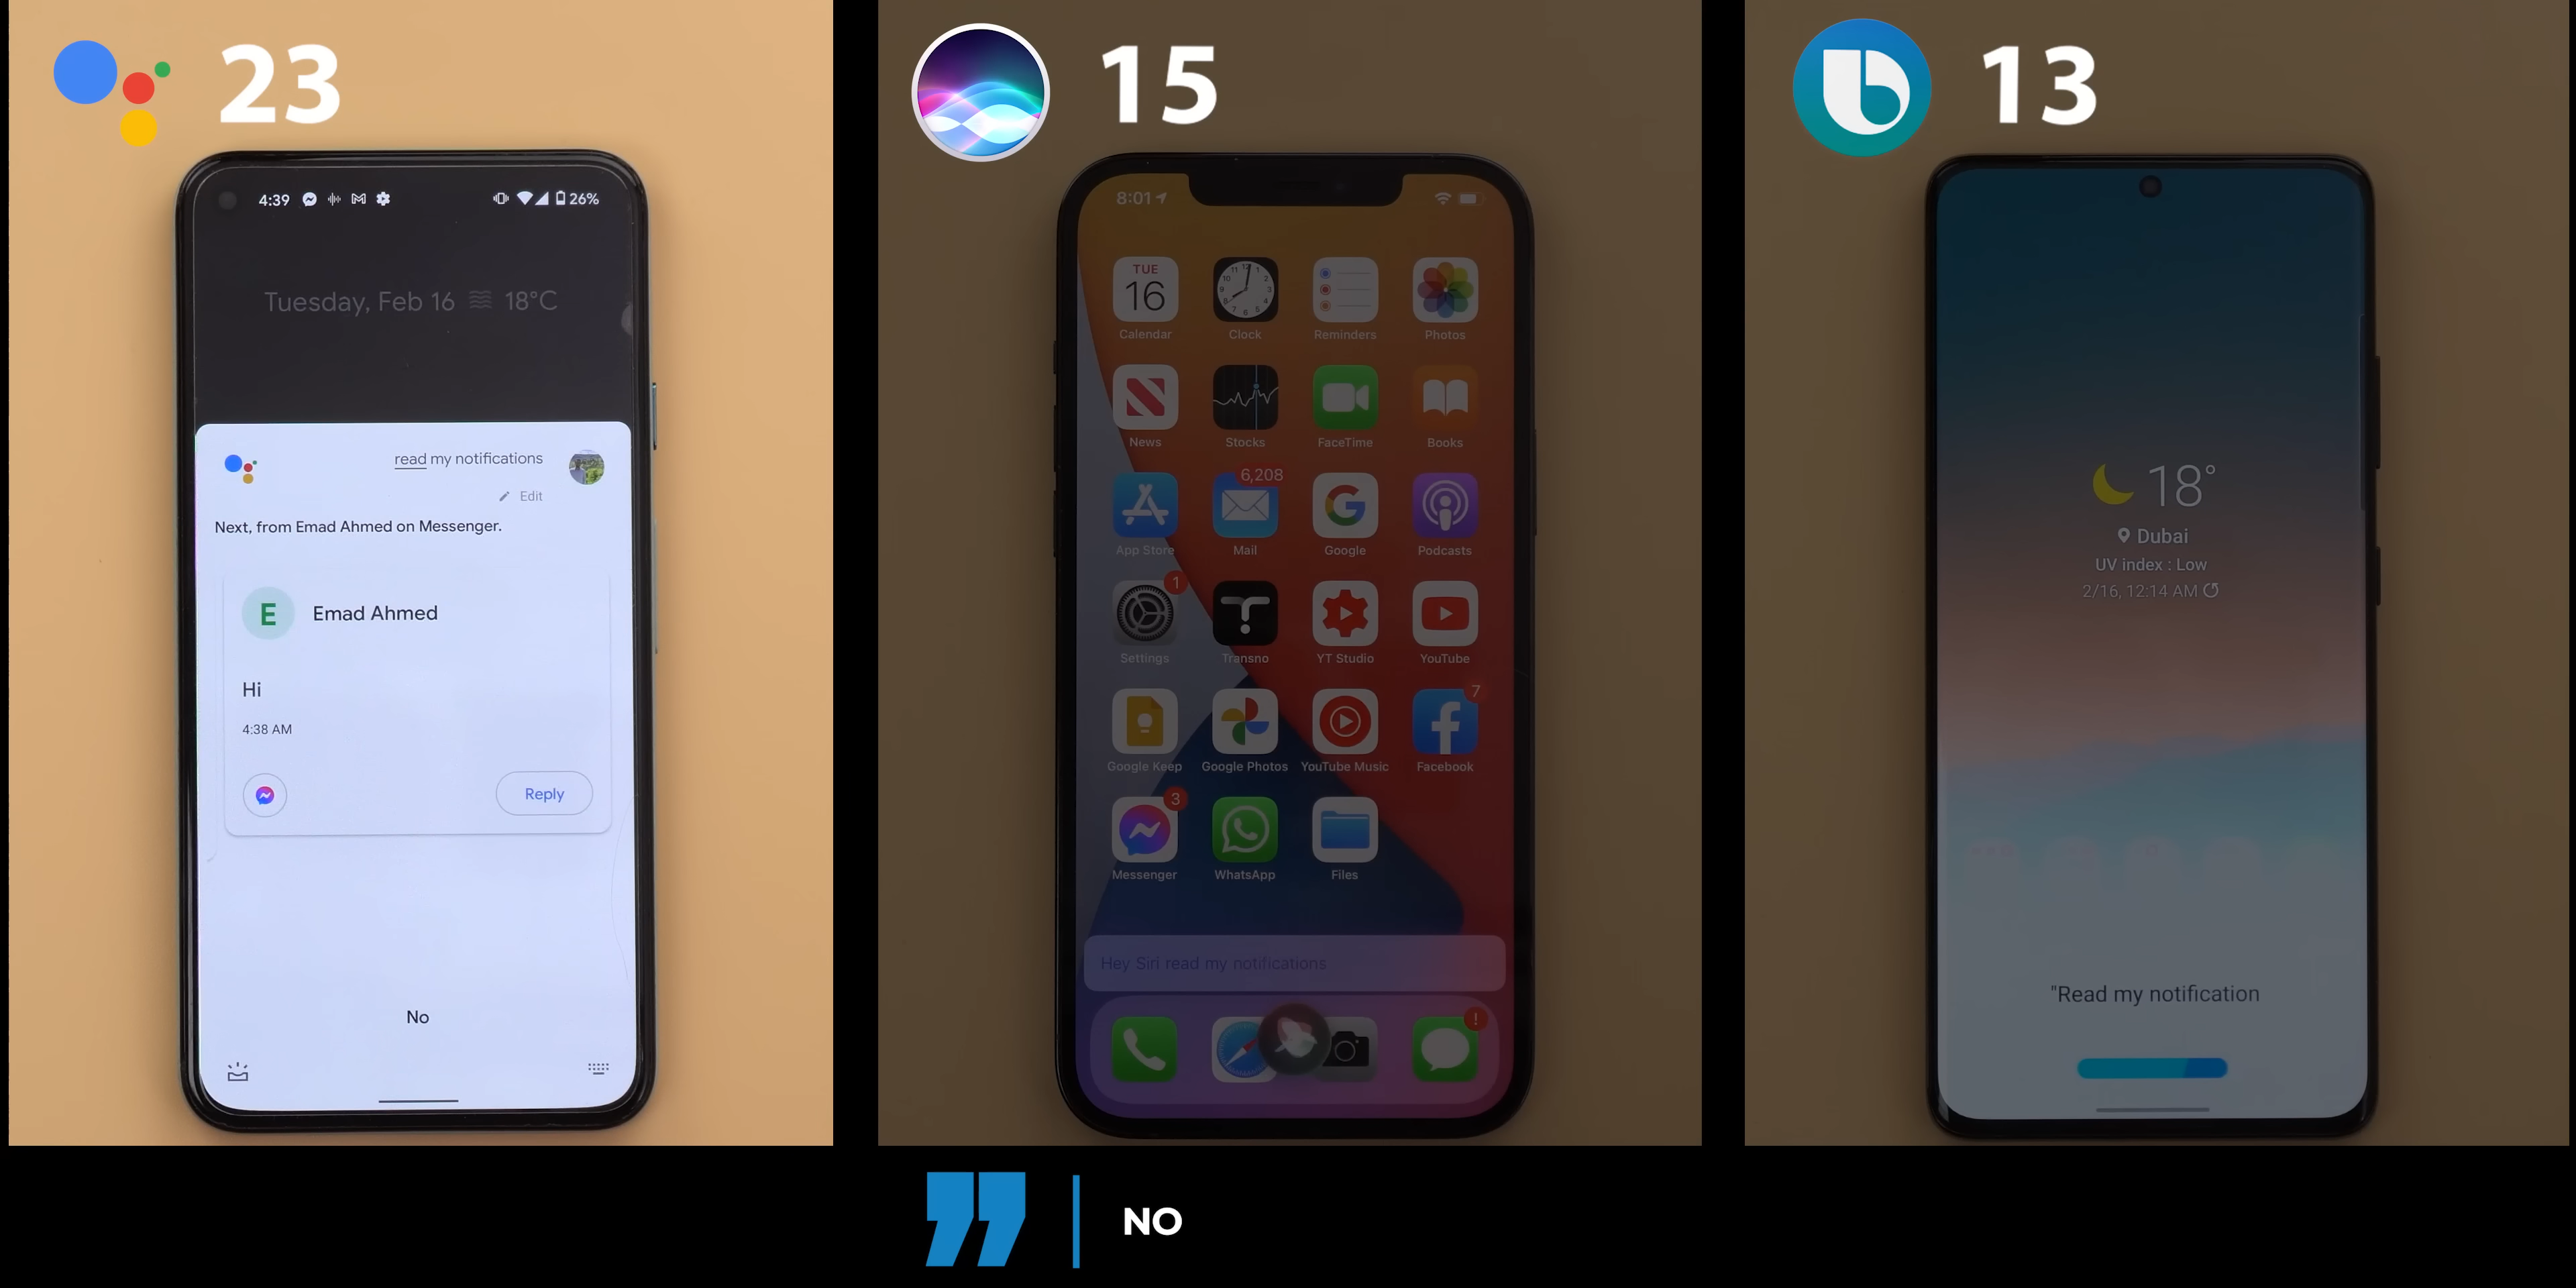 23
4:39
26%
Tuesday, Feb 16 18°C
read my notifications
Edit
Next, from Emad Ahmed on Messenger.
E
Emad Ahmed
Hi
4:38 AM
Reply
No
15
8:01
TUE
16
Calendar Clock Reminders Photos
News Stocks FaceTime Books
6,208
App Store Mail Google Podcasts
1
Settings Transno YT Studio YouTube
7
Google Keep Google Photos YouTube Music Facebook
3
Messenger WhatsApp Files
Hey Siri read my notifications
!
13
18°
Dubai
UV index : Low
2/16, 12:14 AM
"Read my notification
NO